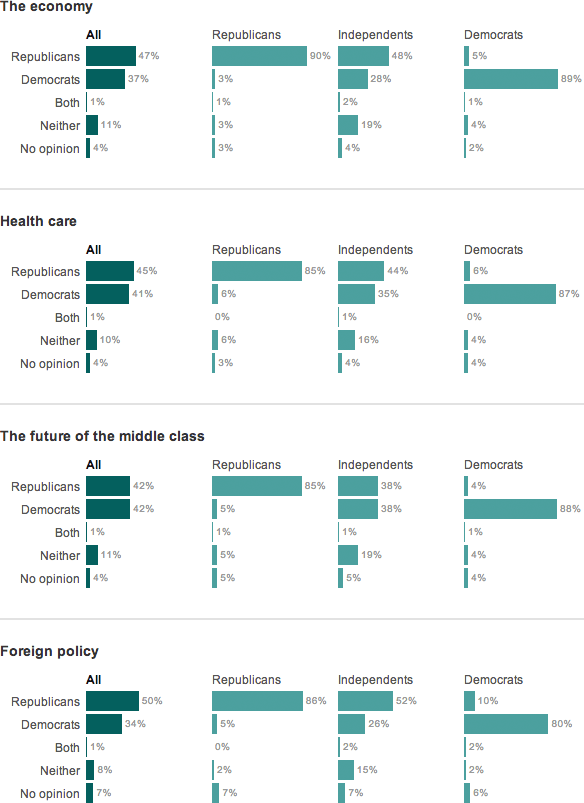 The economy
All Republicans Independents Democrats
Republicans 47% 90% 48% 5%
Democrats 37% 3% 28% 89%
Both 1% 1% 2% 1%
Neither 11% 3% 19% 4%
No opinion 4% 3% 4% 2%
Health care
All Republicans Independents Democrats
Republicans 45% 85% 44% 6%
Democrats 41% 6% 35% 87%
Both 1% 0% 1% 0%
Neither 10% 6% 16% 4%
No opinion 4% 3% 4% 4%
The future of the middle class
All Republicans Independents Democrats
Republicans 42% 85% 38% 4%
Democrats 42% 5% 38% 88%
Both 1% 1% 1% 1%
Neither 11% 5% 19% 4%
No opinion 4% 5% 5% 4%
Foreign policy
All Republicans Independents Democrats
Republicans 50% 86% 52% 10%
Democrats 34% 5% 26% 80%
Both 1% 0% 2% 2%
Neither 8% 2% 15% 2%
No opinion 7% 7% 7% 6%